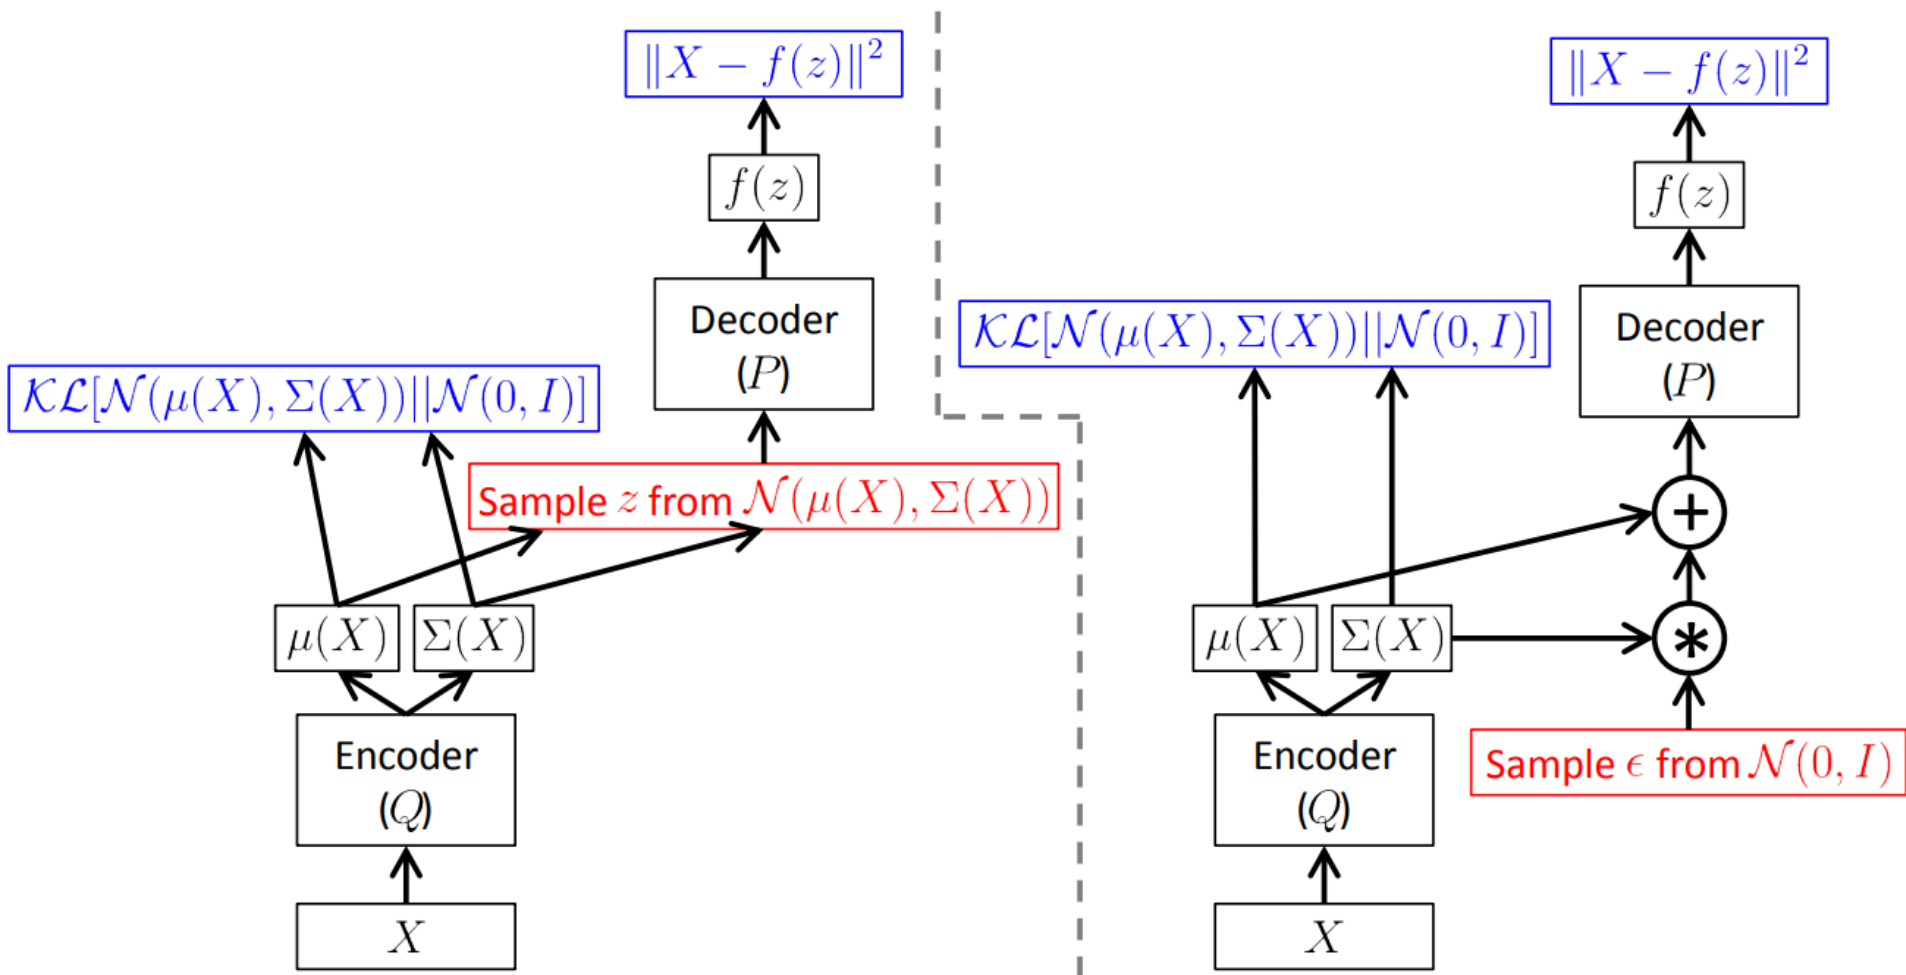 ‖X − f(z)‖²
f(z)
Decoder
(P)
𝒦ℒ[𝒩(μ(X), Σ(X))||𝒩(0, I)]
Sample z from 𝒩(μ(X), Σ(X))
μ(X)
Σ(X)
Encoder
(Q)
X
‖X − f(z)‖²
f(z)
Decoder
(P)
𝒦ℒ[𝒩(μ(X), Σ(X))||𝒩(0, I)]
+
μ(X)
Σ(X)
*
Sample ϵ from 𝒩(0, I)
Encoder
(Q)
X